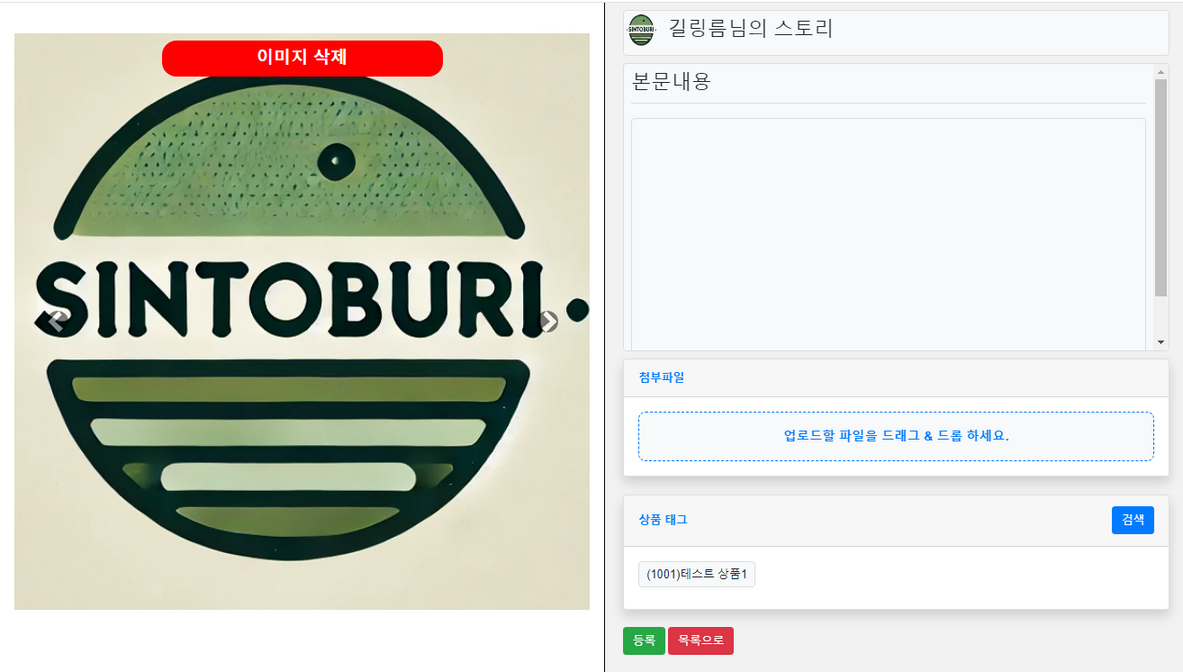 이미지 삭제
SINTOBURI
SINTOBURI
길링름님의 스토리
본문내용
첨부파일
업로드할 파일을 드래그 & 드롭 하세요.
상품 태그
검색
(1001)테스트 상품1
등록
목록으로